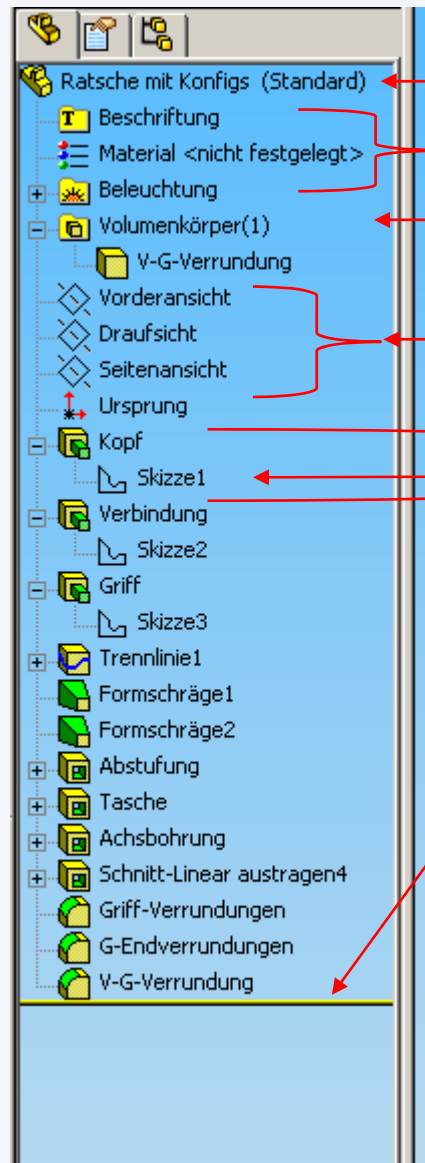 Ratsche mit Konfigs (Standard)
T Beschriftung
Material <nicht festgelegt>
Beleuchtung
Volumenkörper(1)
V-G-Verrundung
Vorderansicht
Draufsicht
Seitenansicht
Ursprung
Kopf
Skizze1
Verbindung
Skizze2
Griff
Skizze3
Trennlinie1
Formschräge1
Formschräge2
Abstufung
Tasche
Achsbohrung
Schnitt-Linear austragen4
Griff-Verrundungen
G-Endverrundungen
V-G-Verrundung